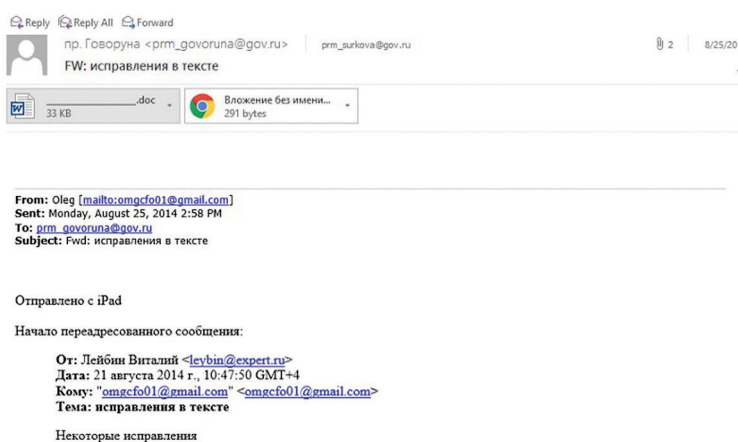 Reply Reply All Forward
пр. Говоруна <prm_govoruna@gov.ru> prm_surkova@gov.ru 2 8/25/20
FW: исправления в тексте
.doc Вложение без имени...
33 KB 291 bytes
From: Oleg [mailto:omgcfo01@gmail.com]
Sent: Monday, August 25, 2014 2:58 PM
To: prm_govoruna@gov.ru
Subject: Fwd: исправления в тексте
Отправлено с iPad
Начало переадресованного сообщения:
От: Лейбин Виталий <leybin@expert.ru>
Дата: 21 августа 2014 г., 10:47:50 GMT+4
Кому: "omgcfo01@gmail.com" <omgcfo01@gmail.com>
Тема: исправления в тексте
Некоторые исправления